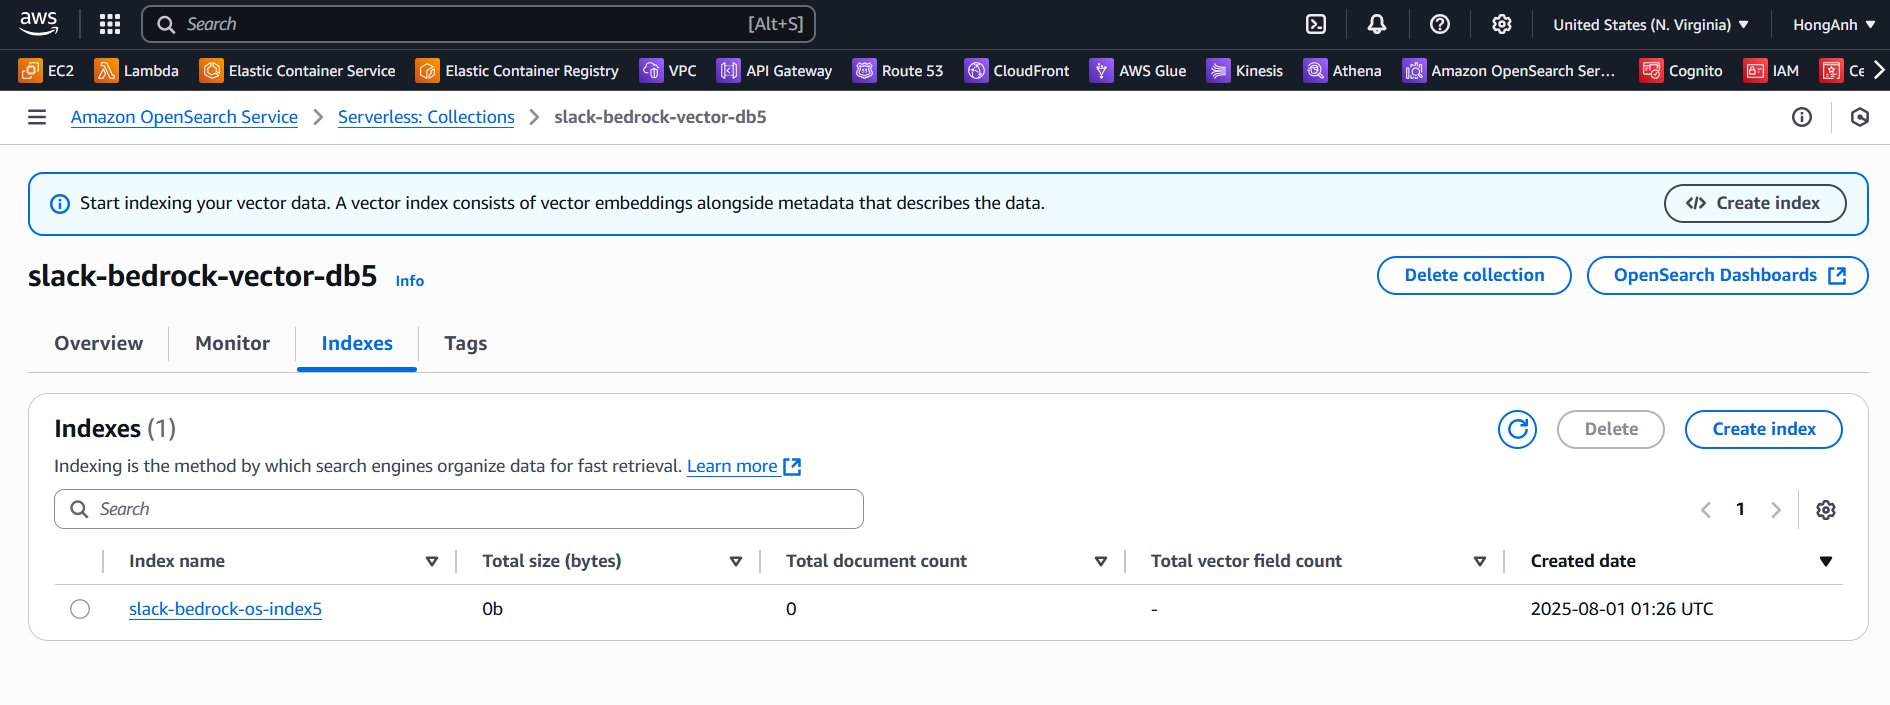 aws Search [Alt+S] United States (N. Virginia) HongAnh
EC2 Lambda Elastic Container Service Elastic Container Registry VPC API Gateway Route 53 CloudFront AWS Glue Kinesis Athena Amazon OpenSearch Ser... Cognito IAM Ce
Amazon OpenSearch Service > Serverless: Collections > slack-bedrock-vector-db5
Start indexing your vector data. A vector index consists of vector embeddings alongside metadata that describes the data. Create index
slack-bedrock-vector-db5 Info Delete collection OpenSearch Dashboards
Overview Monitor Indexes Tags
Indexes (1) Delete Create index
Indexing is the method by which search engines organize data for fast retrieval. Learn more
Search 1
Index name Total size (bytes) Total document count Total vector field count Created date
slack-bedrock-os-index5 0b 0 - 2025-08-01 01:26 UTC